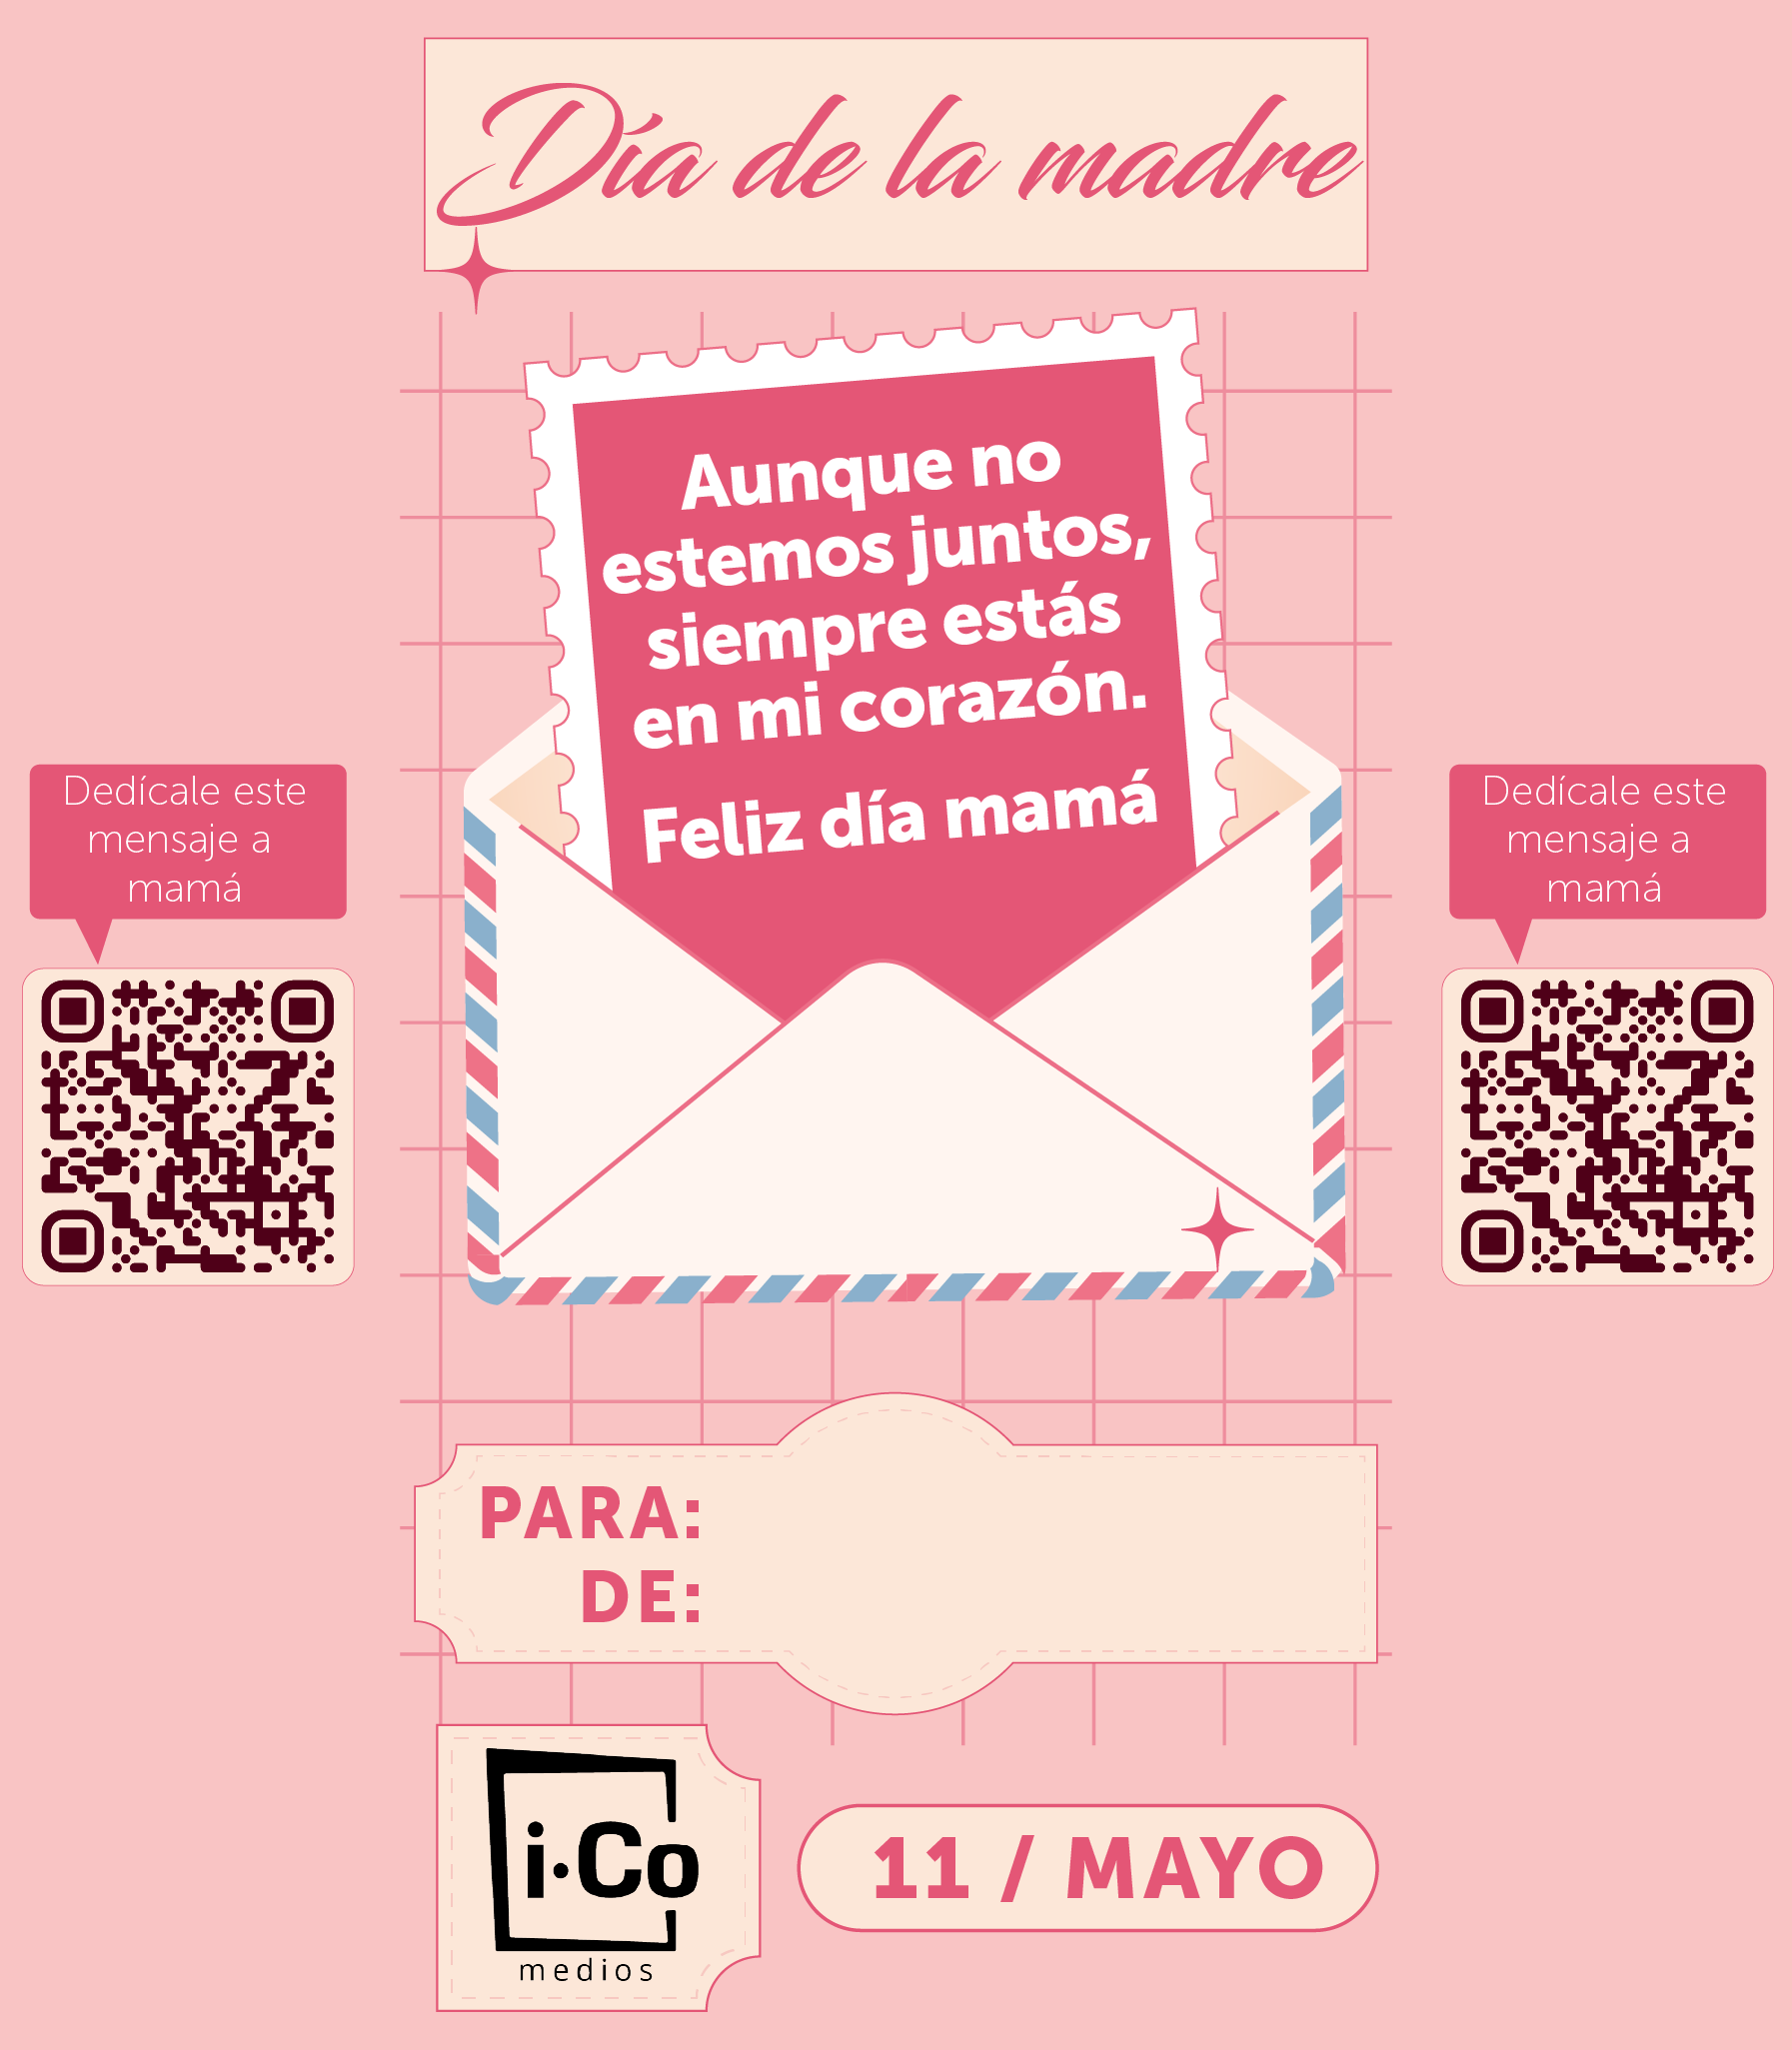 Día de la madre
Aunque no
estemos juntos,
siempre estás
en mi corazón.
Feliz día mamá
Dedícale este
mensaje a
mamá
Dedícale este
mensaje a
mamá
PARA:
DE:
i·Co
medios
11 / MAYO